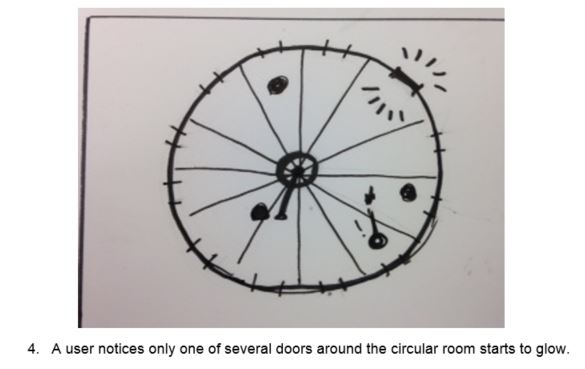 4. A user notices only one of several doors around the circular room starts to glow.